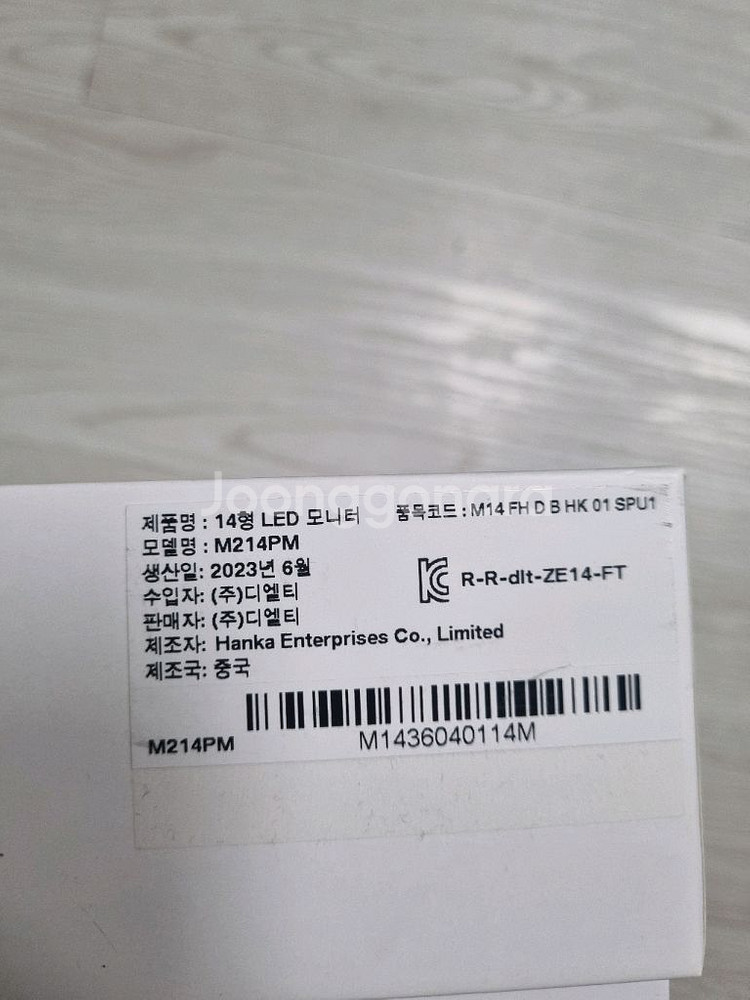 Joonggonara
제품명 : 14형 LED 모니터
품목코드 : M14 FH D B HK 01 SPU1
모델명 : M214PM
생산일: 2023년 6월
수입자: (주)디엘티
R-R-dlt-ZE14-FT
판매자: (주)디엘티
제조자: Hanka Enterprises Co., Limited
제조국: 중국
M214PM
M1436040114M